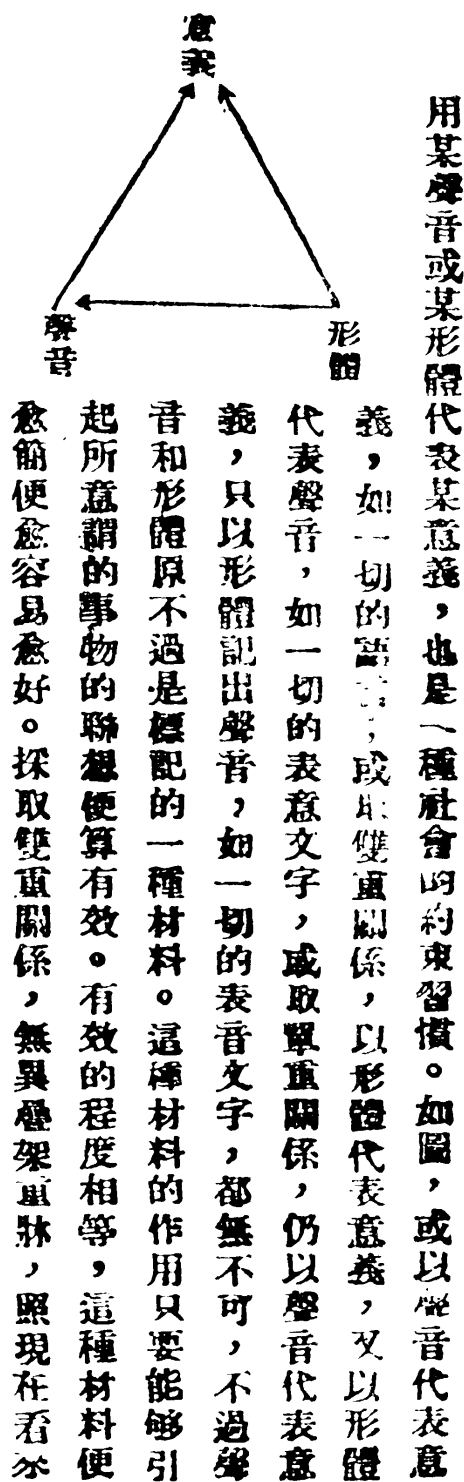 用某聲音或某形體代表某意義，也是一種社會的約束習慣。如圖，或以聲音代表意
義，如一切的語言；或取雙重關係，以形體代表意義，又以形體
代表聲音，如一切的表意文字，或取單重關係，仍以聲音代表意
義，只以形體記出聲音，如一切的表音文字，都無不可，不過聲
音和形體原不過是標記的一種材料。這種材料的作用只要能够引
起所意謂的事物的聯想便算有效。有效的程度相等，這種材料便
愈簡便愈容易愈好。採取雙重關係，無異疊架重牀，照現在看來
意義
形體
聲音